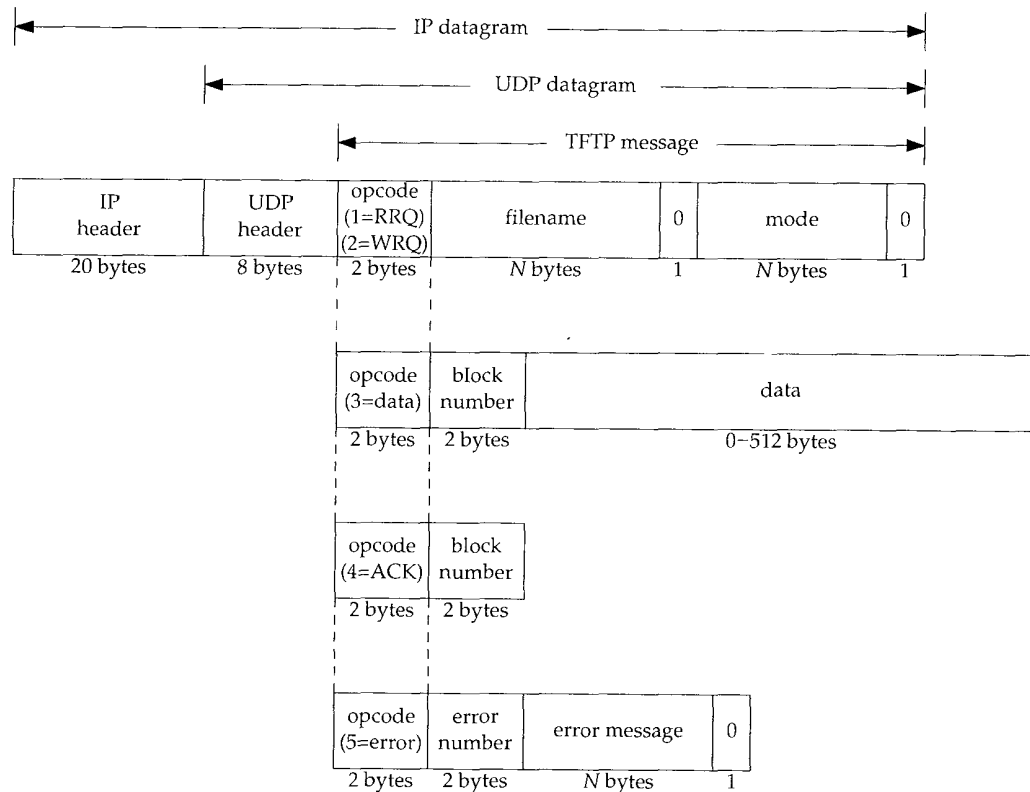 IP datagram
UDP datagram
TFTP message
IP header
UDP header
opcode (1=RRQ) (2=WRQ)
filename
0
mode
0
20 bytes
8 bytes
2 bytes
N bytes
1
N bytes
1
opcode (3=data)
block number
data
2 bytes
2 bytes
0-512 bytes
opcode (4=ACK)
block number
2 bytes
2 bytes
opcode (5=error)
error number
error message
0
2 bytes
2 bytes
N bytes
1